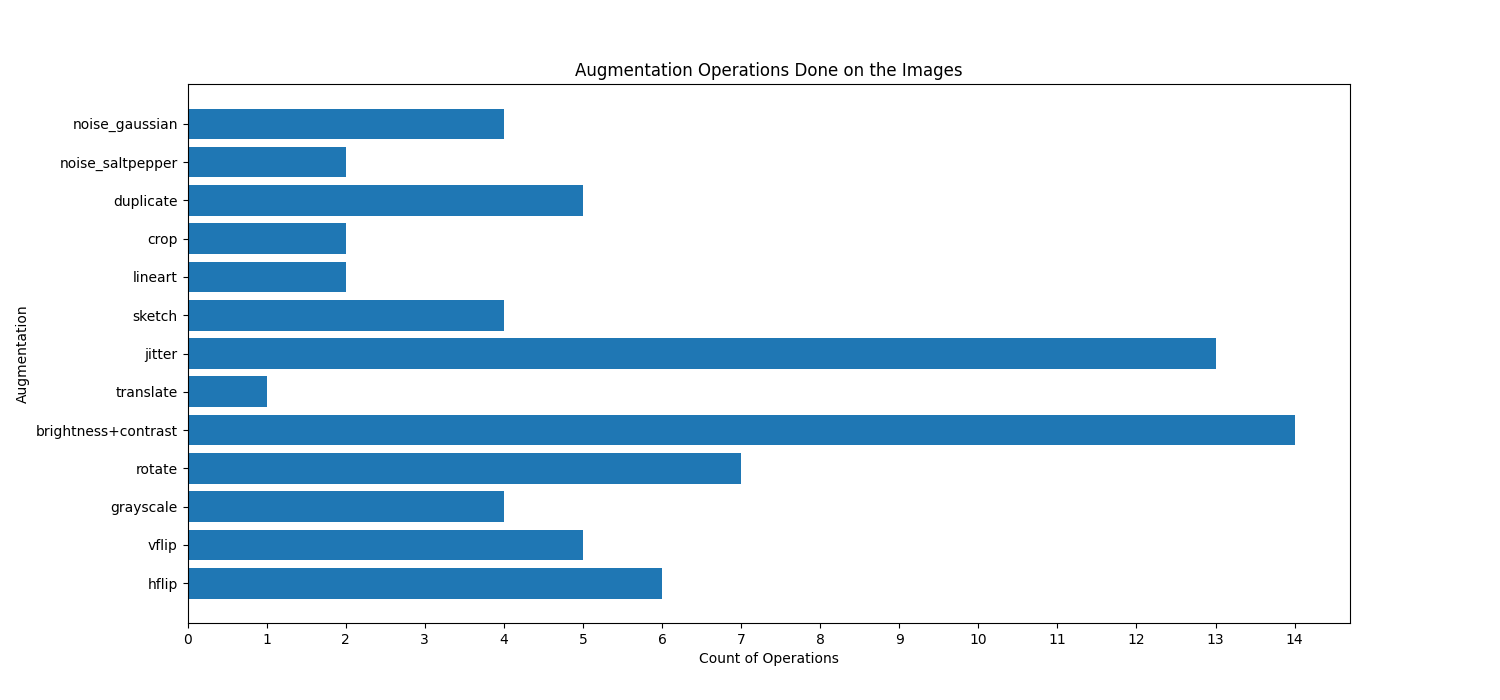 Augmentation Operations Done on the Images
Augmentation
noise_gaussian
noise_saltpepper
duplicate
crop
lineart
sketch
jitter
translate
brightness+contrast
rotate
grayscale
vflip
hflip
0 1 2 3 4 5 6 7 8 9 10 11 12 13 14
Count of Operations